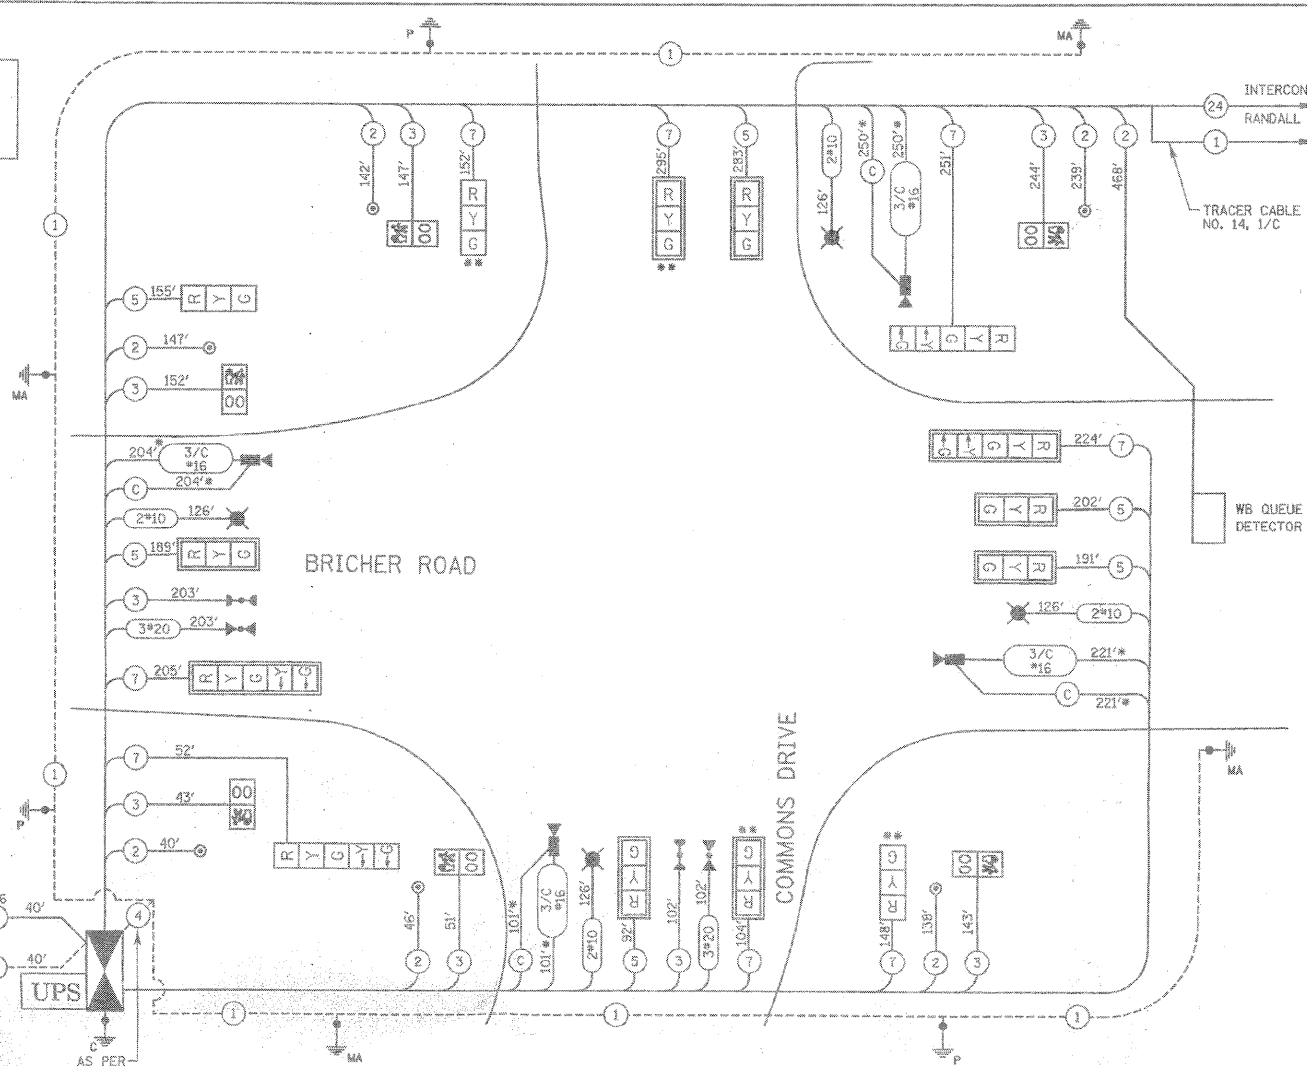 P
1
MA
24
INTERCON
RANDALL
1
TRACER CABLE
NO. 14, 1/C
2
142'
3
147'
00
7
152'
R
Y
G
**
7
295'
R
Y
G
**
5
283'
R
Y
G
2#10
126'
250'*
C
250'*
3/C
#16
7
251'
←G
←Y
G
Y
R
3
244'
00
2
239'
2
468'
1
5
155'
R Y G
2
147'
3
152'
00
MA
204'*
3/C
#16
C
204'*
2#10
126'
5
189'
R Y G
BRICHER ROAD
3
203'
3#20
203'
7
205'
R Y G ←Y ←G
←G ←Y G Y R
224'
7
G Y R
202'
5
G Y R
191'
5
126'
2#10
3/C
#16
221'*
C
221'*
WB QUEUE
DETECTOR
COMMONS DRIVE
MA
1
P
7
52'
3
43'
00
2
40'
R Y G ←Y ←G
46'
2
00
51'
3
101'*
C
3/C
#16
101'*
126'
2#10
G
Y
R
92'
5
102'
3
102'
3#20
**
G
Y
R
104'
7
**
G
Y
R
148'
7
138'
2
00
143'
3
40'
40'
4
UPS
C
AS PER
1
MA
1
P
1